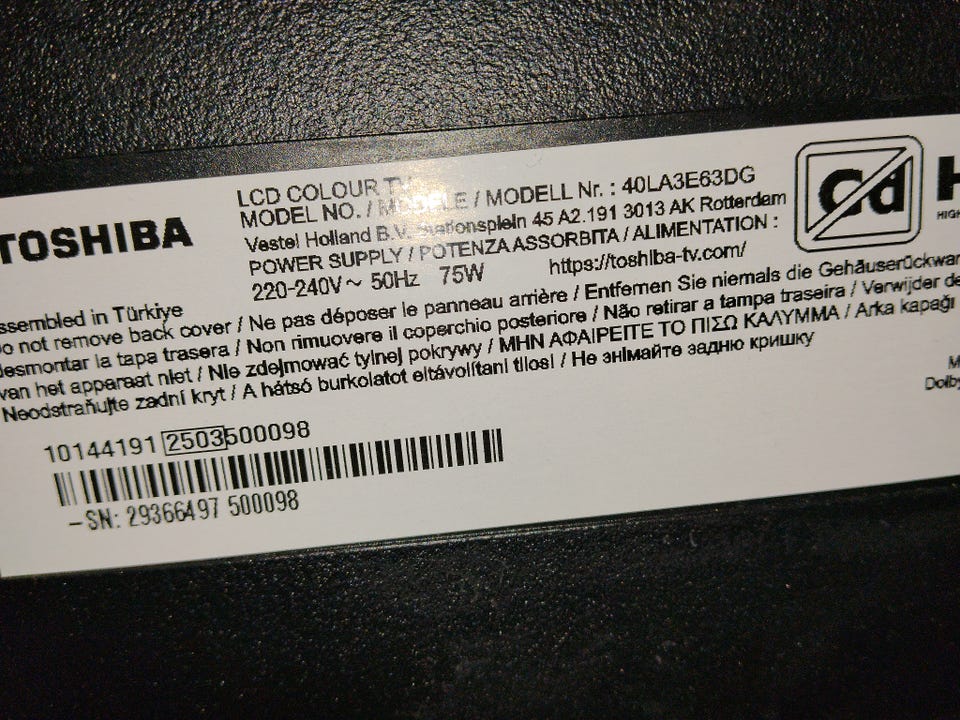 TOSHIBA
LCD COLOUR TV
MODEL NO. / / MODELL Nr. : 40LA3E63DG
Vestel Holland B.V. 45 A2.191 3013 AK Rotterdam
POWER SUPPLY / POTENZA ASSORBITA / ALIMENTATION :
220-240V ~ 50Hz 75W
https://toshiba-tv.com/
Cd
H
HIGH
ssembled in Türkiye
Do not remove back cover / Ne pas déposer le panneau arrière / Entfernen Sie niemals die Gehäuserückwan
desmontar la tapa trasera / Non rimuovere il coperchio posteriore / Não retirar a tampa traseira / Verwijder de
van het apparaat niet / Nie zdejmować tylnej pokrywy / ΜΗΝ ΑΦΑΙΡΕΙΤΕ ΤΟ ΠΙΣΩ ΚΑΛΥΜΜΑ / Arka kapağı
Neodstraňujte zadní kryt / A hátsó burkolatot eltávolítani tilos! / Не знімайте задню кришку
M
Dolby
10144191 2503500098
-SN: 29366497 500098